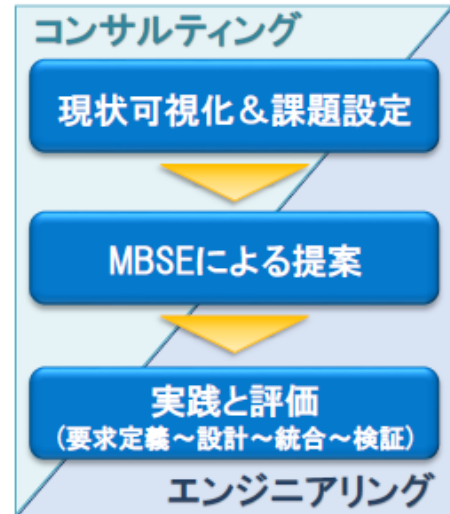 コンサルティング
現状可視化＆課題設定
MBSEによる提案
実践と評価
(要求定義～設計～統合～検証)
エンジニアリング